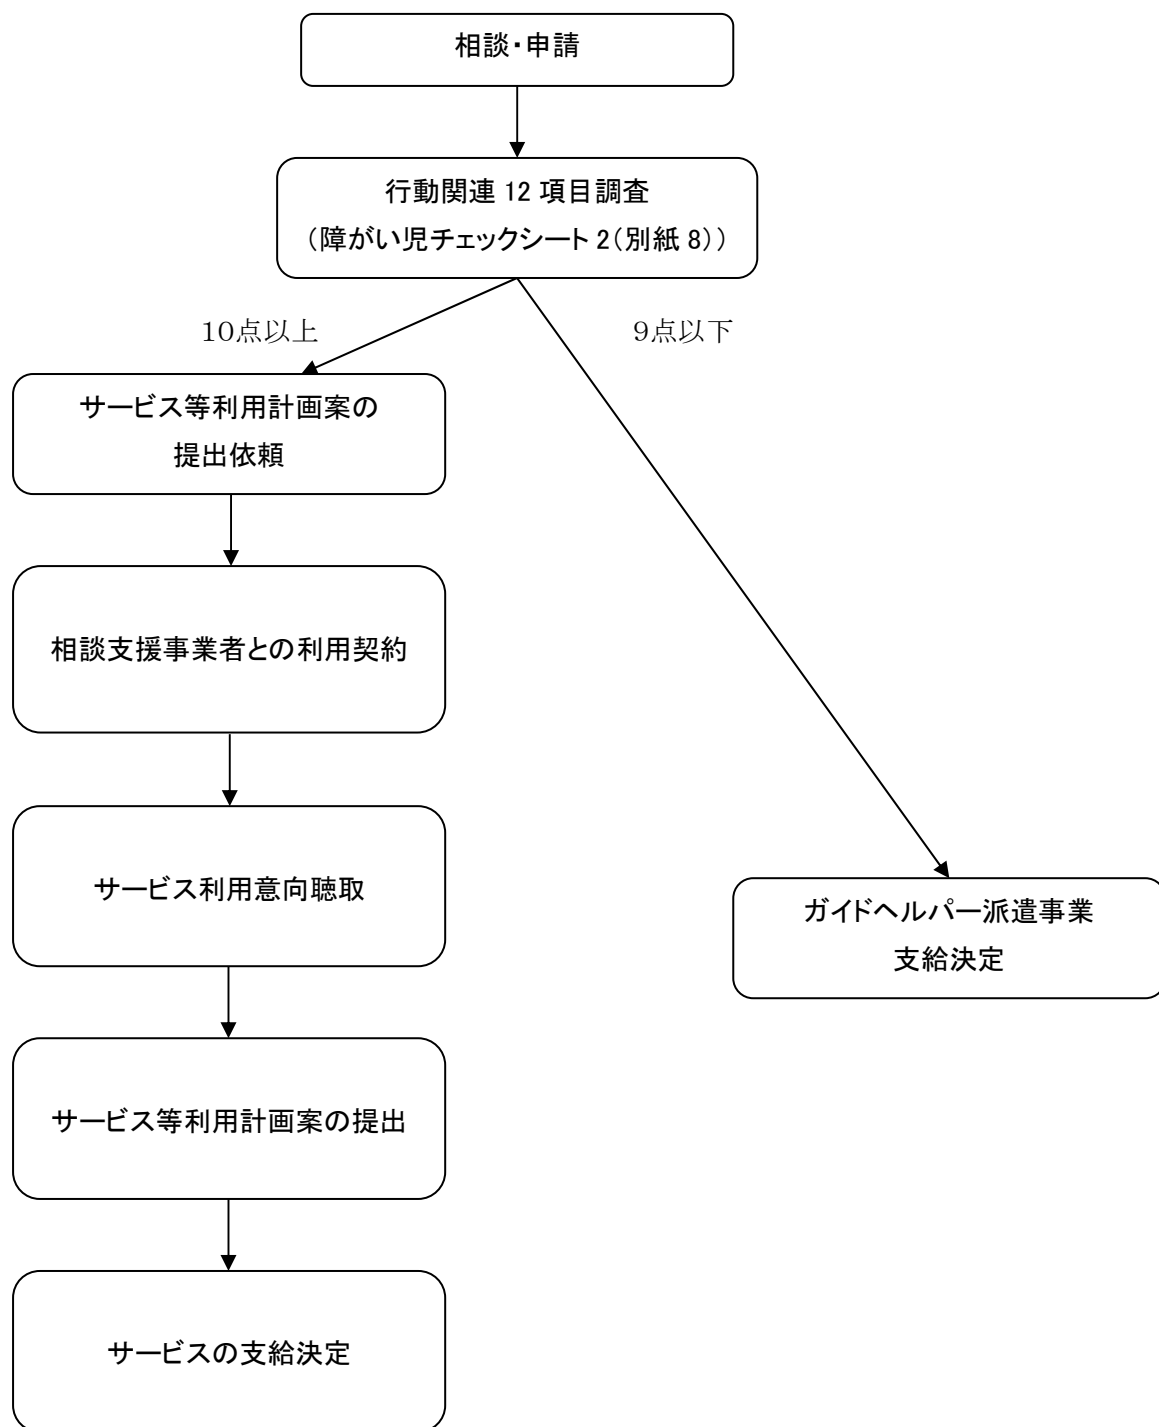 相談・申請
行動関連 12 項目調査
（障がい児チェックシート 2（別紙 8））
10点以上
9点以下
サービス等利用計画案の
提出依頼
相談支援事業者との利用契約
サービス利用意向聴取
ガイドヘルパー派遣事業
支給決定
サービス等利用計画案の提出
サービスの支給決定